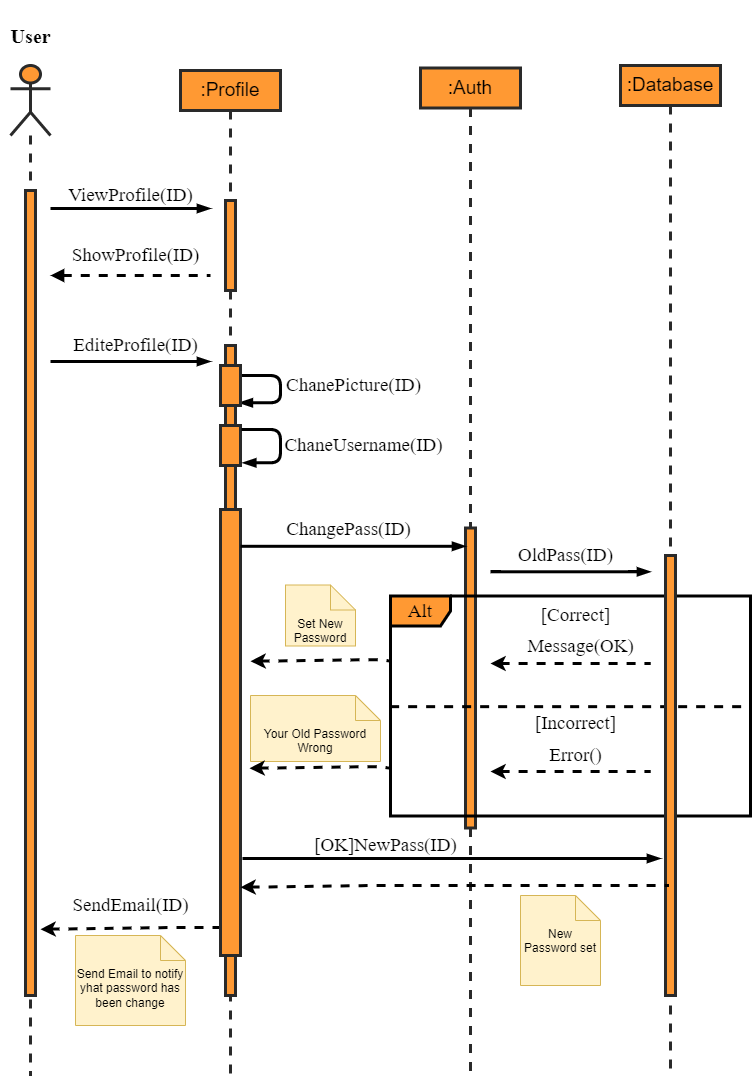 User
:Profile
:Auth
:Database
ViewProfile(ID)
ShowProfile(ID)
EditeProfile(ID)
ChanePicture(ID)
ChaneUsername(ID)
ChangePass(ID)
OldPass(ID)
Alt
[Correct]
Set New
Password
Message(OK)
[Incorrect]
Your Old Password
Wrong
Error()
[OK]NewPass(ID)
SendEmail(ID)
New
Password set
Send Email to notify
yhat password has
been change